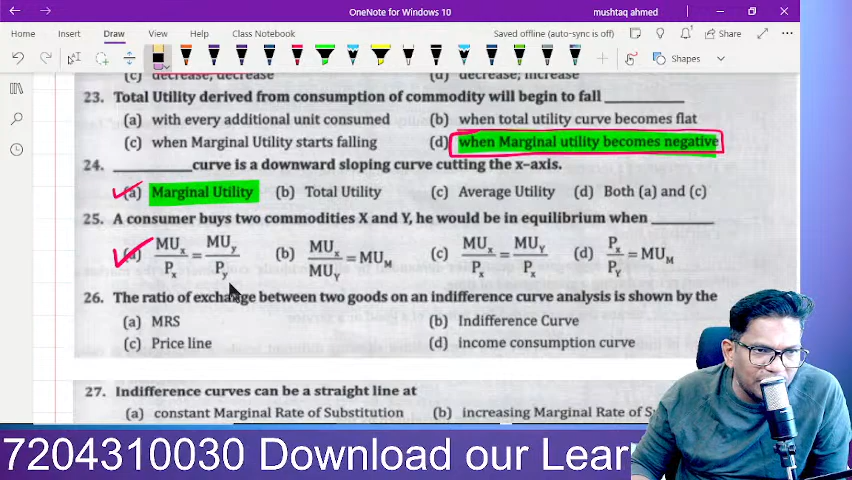 OneNote for Windows 10
mushtaq ahmed
Home Insert Draw View Class Notebook
Saved offline (auto-sync is off)
Share
Shapes
(c) decrease, decrease (d) decrease, increase
23. Total Utility derived from consumption of commodity will begin to fall __________
(a) with every additional unit consumed (b) when total utility curve becomes flat
(c) when Marginal Utility starts falling (d) when Marginal utility becomes negative
24. __________ curve is a downward sloping curve cutting the x-axis.
(a) Marginal Utility (b) Total Utility (c) Average Utility (d) Both (a) and (c)
25. A consumer buys two commodities X and Y, he would be in equilibrium when ________
(a) MUx/Px = MUy/Py (b) MUx/MUY = MUM (c) MUx/Px = MUY/Px (d) Px/PY = MUM
26. The ratio of exchange between two goods on an indifference curve analysis is shown by the
(a) MRS (b) Indifference Curve
(c) Price line (d) income consumption curve
27. Indifference curves can be a straight line at
(a) constant Marginal Rate of Substitution (b) increasing Marginal Rate of
7204310030 Download our Lear